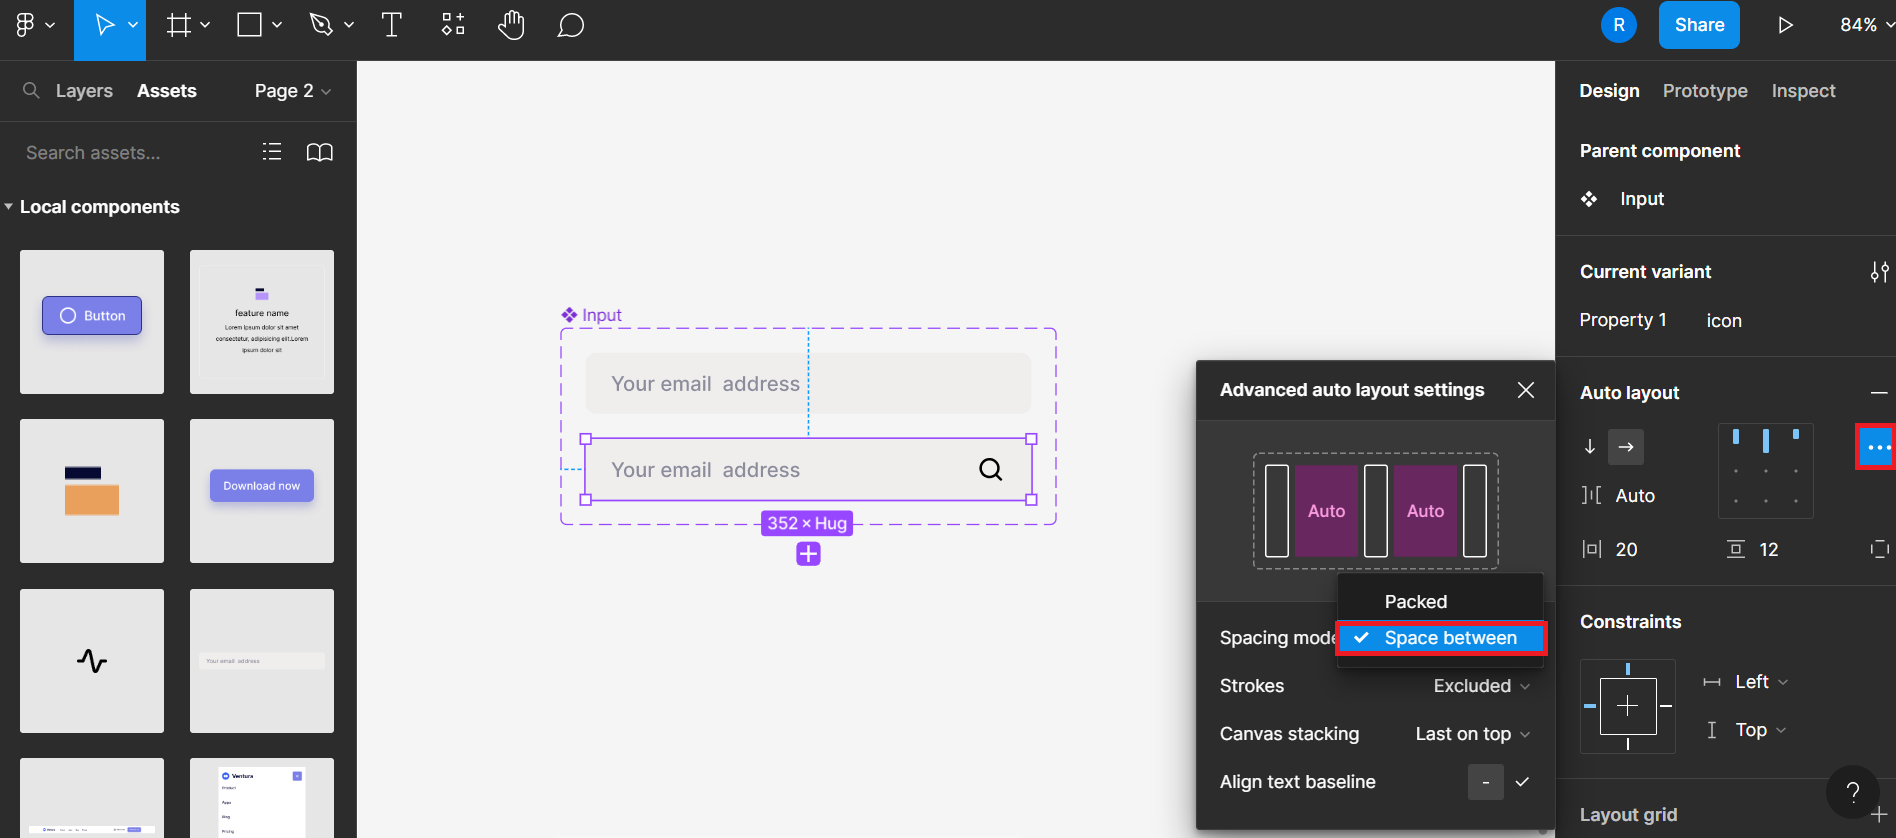 R
Share
84%
Layers
Assets
Page 2
Search assets...
Local components
Button
feature name
Lorem ipsum dolor sit amet
consectetur, adipisicing elit.Lorem
ipsum dolor sit
Download now
Your email address
Ventura
Product
Apps
Blog
Pricing
Input
Your email address
Your email address
352 × Hug
Advanced auto layout settings
Auto
Auto
Packed
Spacing mode
Space between
Strokes
Excluded
Canvas stacking
Last on top
Align text baseline
-
Design
Prototype
Inspect
Parent component
Input
Current variant
Property 1
icon
Auto layout
Auto
20
12
Constraints
Left
Top
Layout grid
?